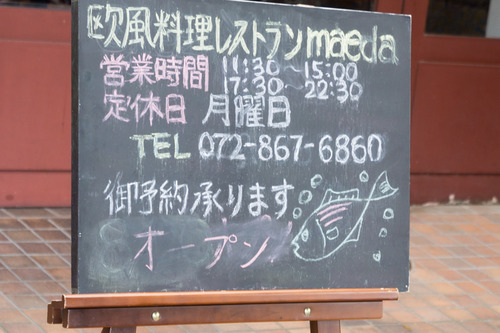 欧風料理レストランmaeda
営業時間 11:30~15:00
17:30~22:30
定休日 月曜日
TEL 072-867-6860
御予約承ります
オープン!